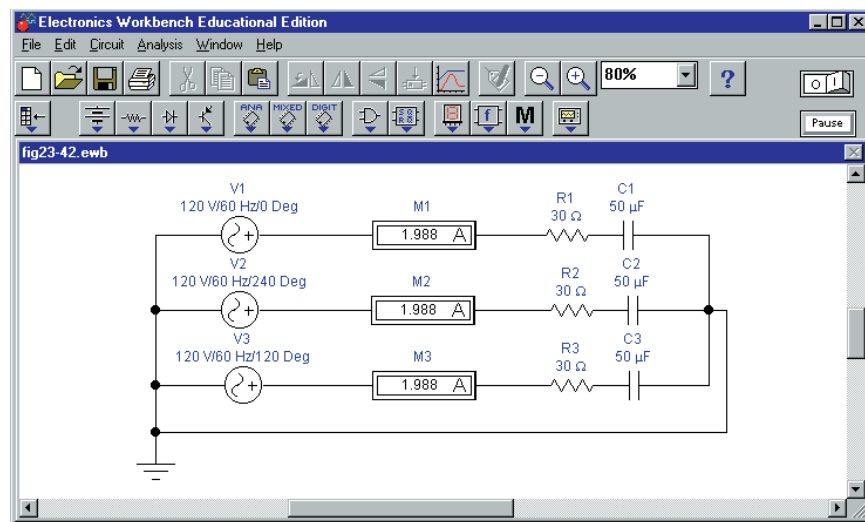 Electronics Workbench Educational Edition
File Edit Circuit Analysis Window Help
80%
?
O I
ANA MIXED DIGIT
f M
Pause
fig23-42.ewb
V1
120 V/60 Hz/0 Deg
M1
1.988 A
R1
30 Ω
C1
50 µF
V2
120 V/60 Hz/240 Deg
M2
1.988 A
R2
30 Ω
C2
50 µF
V3
120 V/60 Hz/120 Deg
M3
1.988 A
R3
30 Ω
C3
50 µF